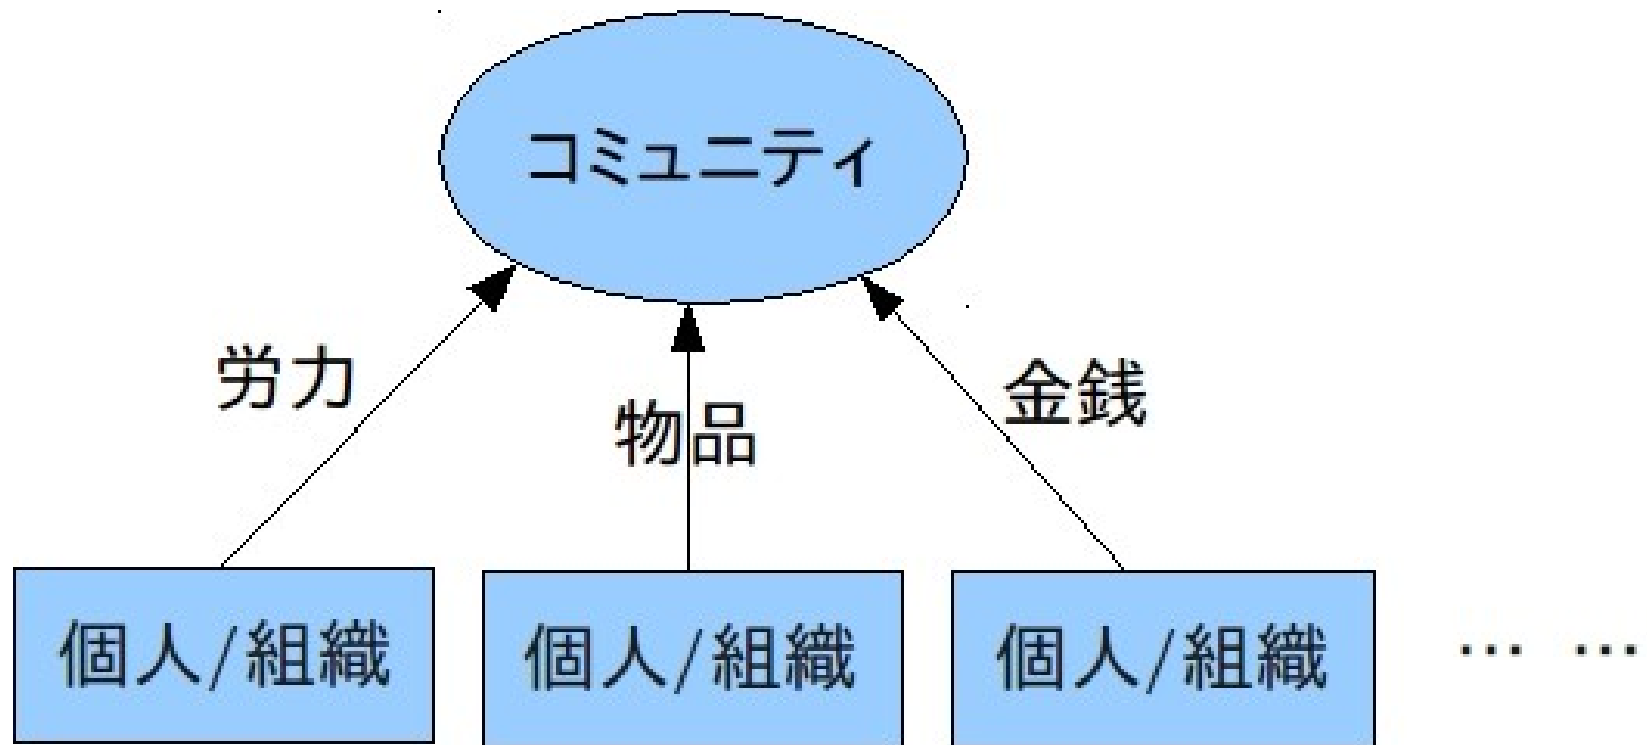 コミュニティ
労力
物品
金銭
個人/組織
個人/組織
個人/組織
… …